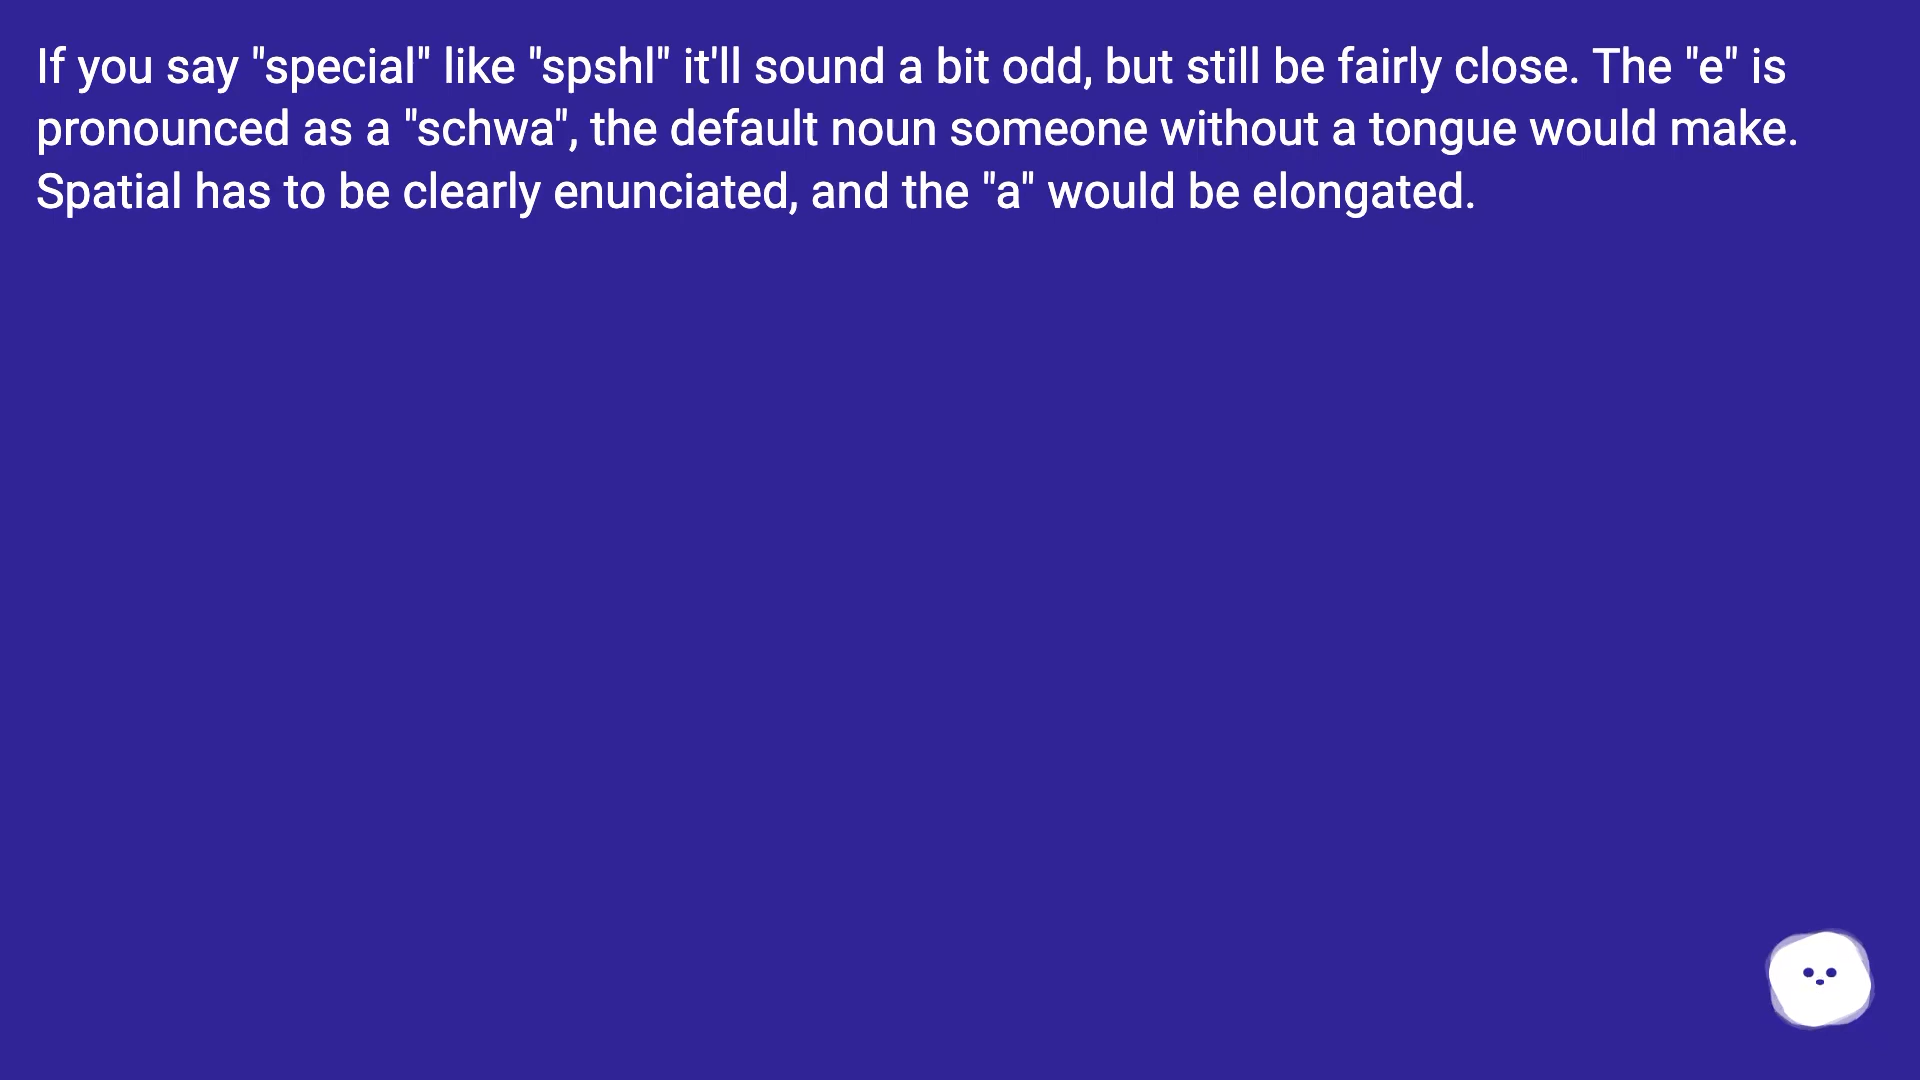 If you say "special" like "spshl" it'll sound a bit odd, but still be fairly close. The "e" is
pronounced as a "schwa", the default noun someone without a tongue would make.
Spatial has to be clearly enunciated, and the "a" would be elongated.